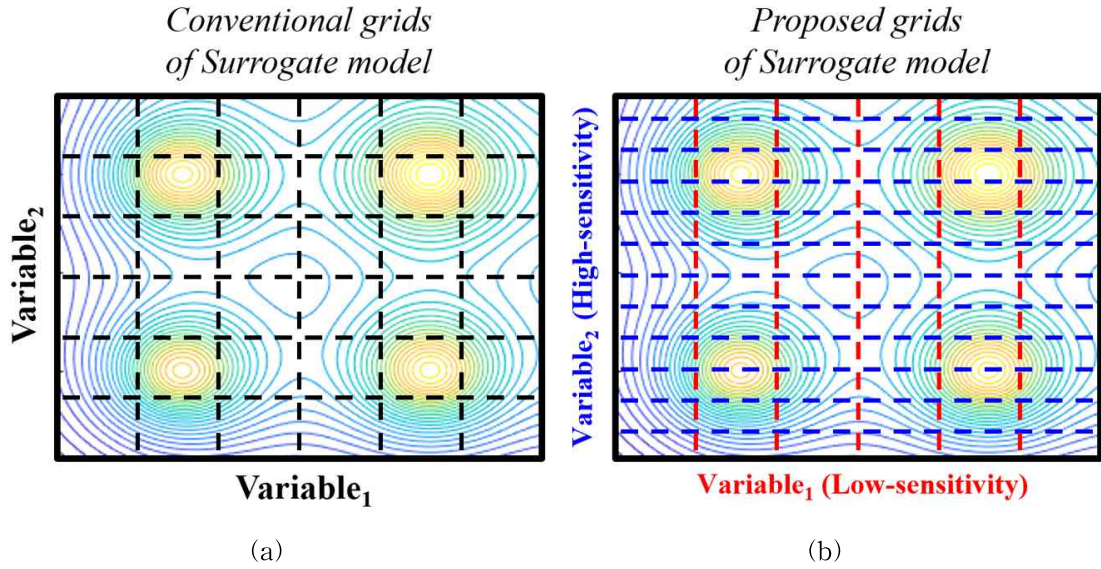 Conventional grids
of Surrogate model
Variable₂
Variable₁
(a)
Proposed grids
of Surrogate model
Variable₂ (High-sensitivity)
Variable₁ (Low-sensitivity)
(b)